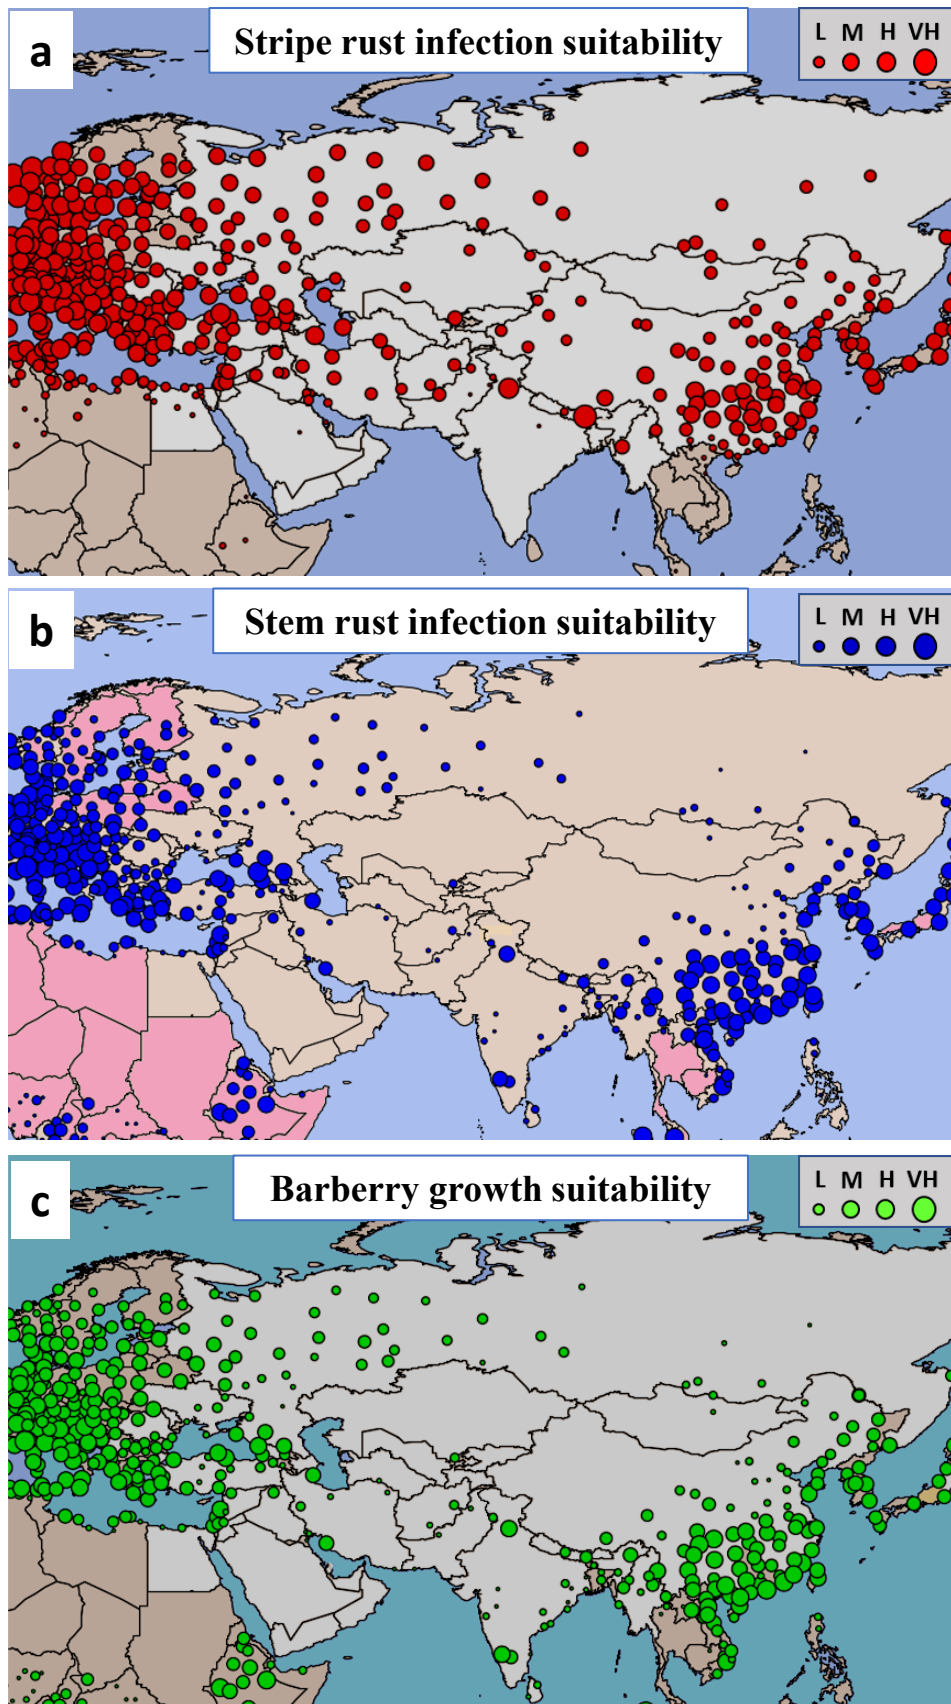 a
Stripe rust infection suitability
L M H VH
b
Stem rust infection suitability
L M H VH
c
Barberry growth suitability
L M H VH